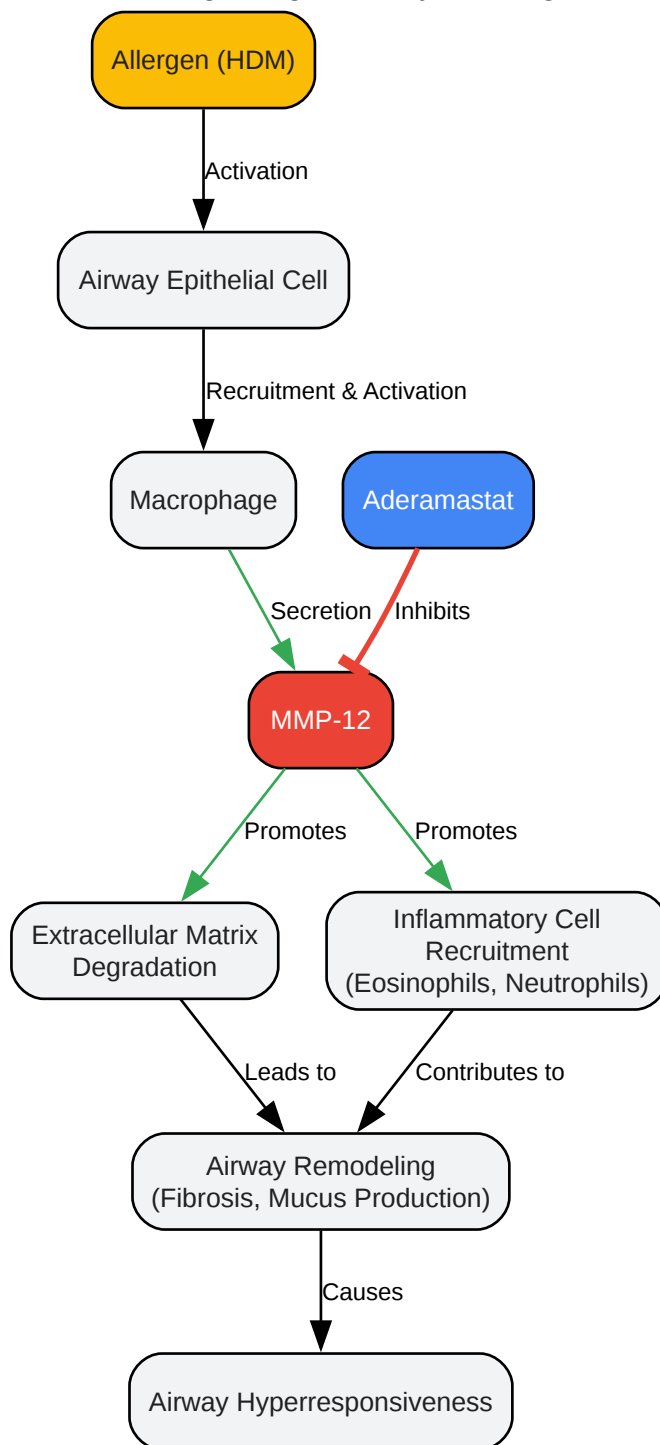 Allergen (HDM)
Activation
Airway Epithelial Cell
Recruitment & Activation
Macrophage
Aderamastat
Secretion
Inhibits
MMP-12
Promotes
Promotes
Extracellular Matrix
Degradation
Inflammatory Cell
Recruitment
(Eosinophils, Neutrophils)
Leads to
Contributes to
Airway Remodeling
(Fibrosis, Mucus Production)
Causes
Airway Hyperresponsiveness